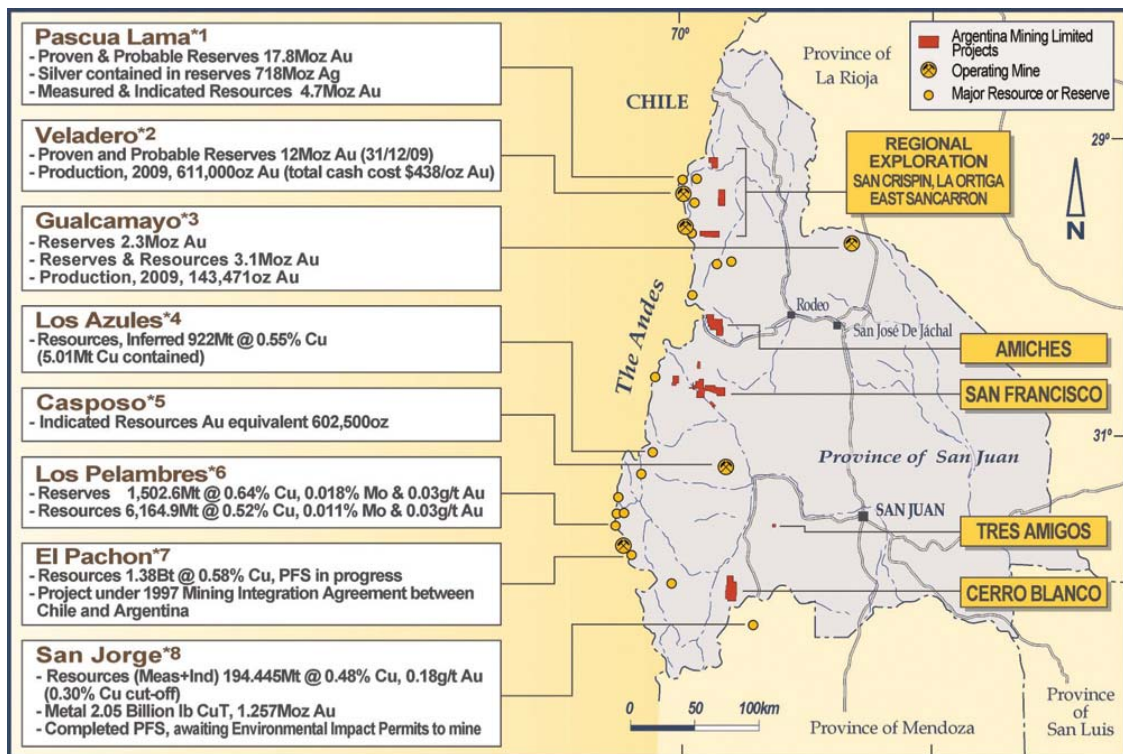 Pascua Lama*1
- Proven & Probable Reserves 17.8Moz Au
- Silver contained in reserves 718Moz Ag
- Measured & Indicated Resources 4.7Moz Au
Veladero*2
- Proven and Probable Reserves 12Moz Au (31/12/09)
- Production, 2009, 611,000oz Au (total cash cost $438/oz Au)
Gualcamayo*3
- Reserves 2.3Moz Au
- Reserves & Resources 3.1Moz Au
- Production, 2009, 143,471oz Au
Los Azules*4
- Resources, Inferred 922Mt @ 0.55% Cu
(5.01Mt Cu contained)
Casposo*5
- Indicated Resources Au equivalent 602,500oz
Los Pelambres*6
- Reserves 1,502.6Mt @ 0.64% Cu, 0.018% Mo & 0.03g/t Au
- Resources 6,164.9Mt @ 0.52% Cu, 0.011% Mo & 0.03g/t Au
El Pachon*7
- Resources 1.38Bt @ 0.58% Cu, PFS in progress
- Project under 1997 Mining Integration Agreement between
Chile and Argentina
San Jorge*8
- Resources (Meas+Ind) 194.445Mt @ 0.48% Cu, 0.18g/t Au
(0.30% Cu cut-off)
- Metal 2.05 Billion lb CuT, 1.257Moz Au
- Completed PFS, awaiting Environmental Impact Permits to mine
70º
Province of
La Rioja
CHILE
Argentina Mining Limited
Projects
Operating Mine
Major Resource or Reserve
29º
REGIONAL
EXPLORATION
SAN CRISPIN, LA ORTIGA
EAST SANCARRON
N
The Andes
Rodeo
San José De Jáchal
AMICHES
SAN FRANCISCO
31º
Province of San Juan
SAN JUAN
TRES AMIGOS
CERRO BLANCO
0 50 100km
Province of Mendoza
Province
of
San Luis
70º